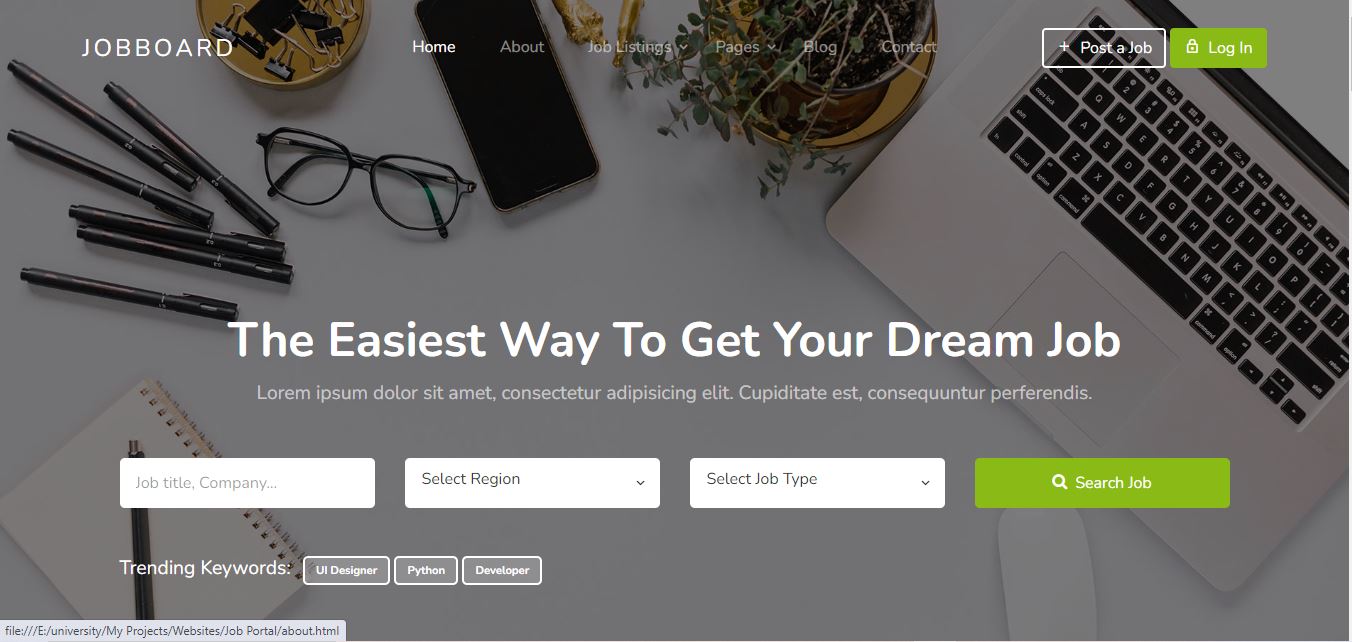 JOBBOARD
Home About Job Listings Pages Blog Contact
+ Post a Job Log In
The Easiest Way To Get Your Dream Job
Lorem ipsum dolor sit amet, consectetur adipisicing elit. Cupiditate est, consequuntur perferendis.
Job title, Company... Select Region Select Job Type Search Job
Trending Keywords: UI Designer Python Developer
file:///E:/university/My Projects/Websites/Job Portal/about.html